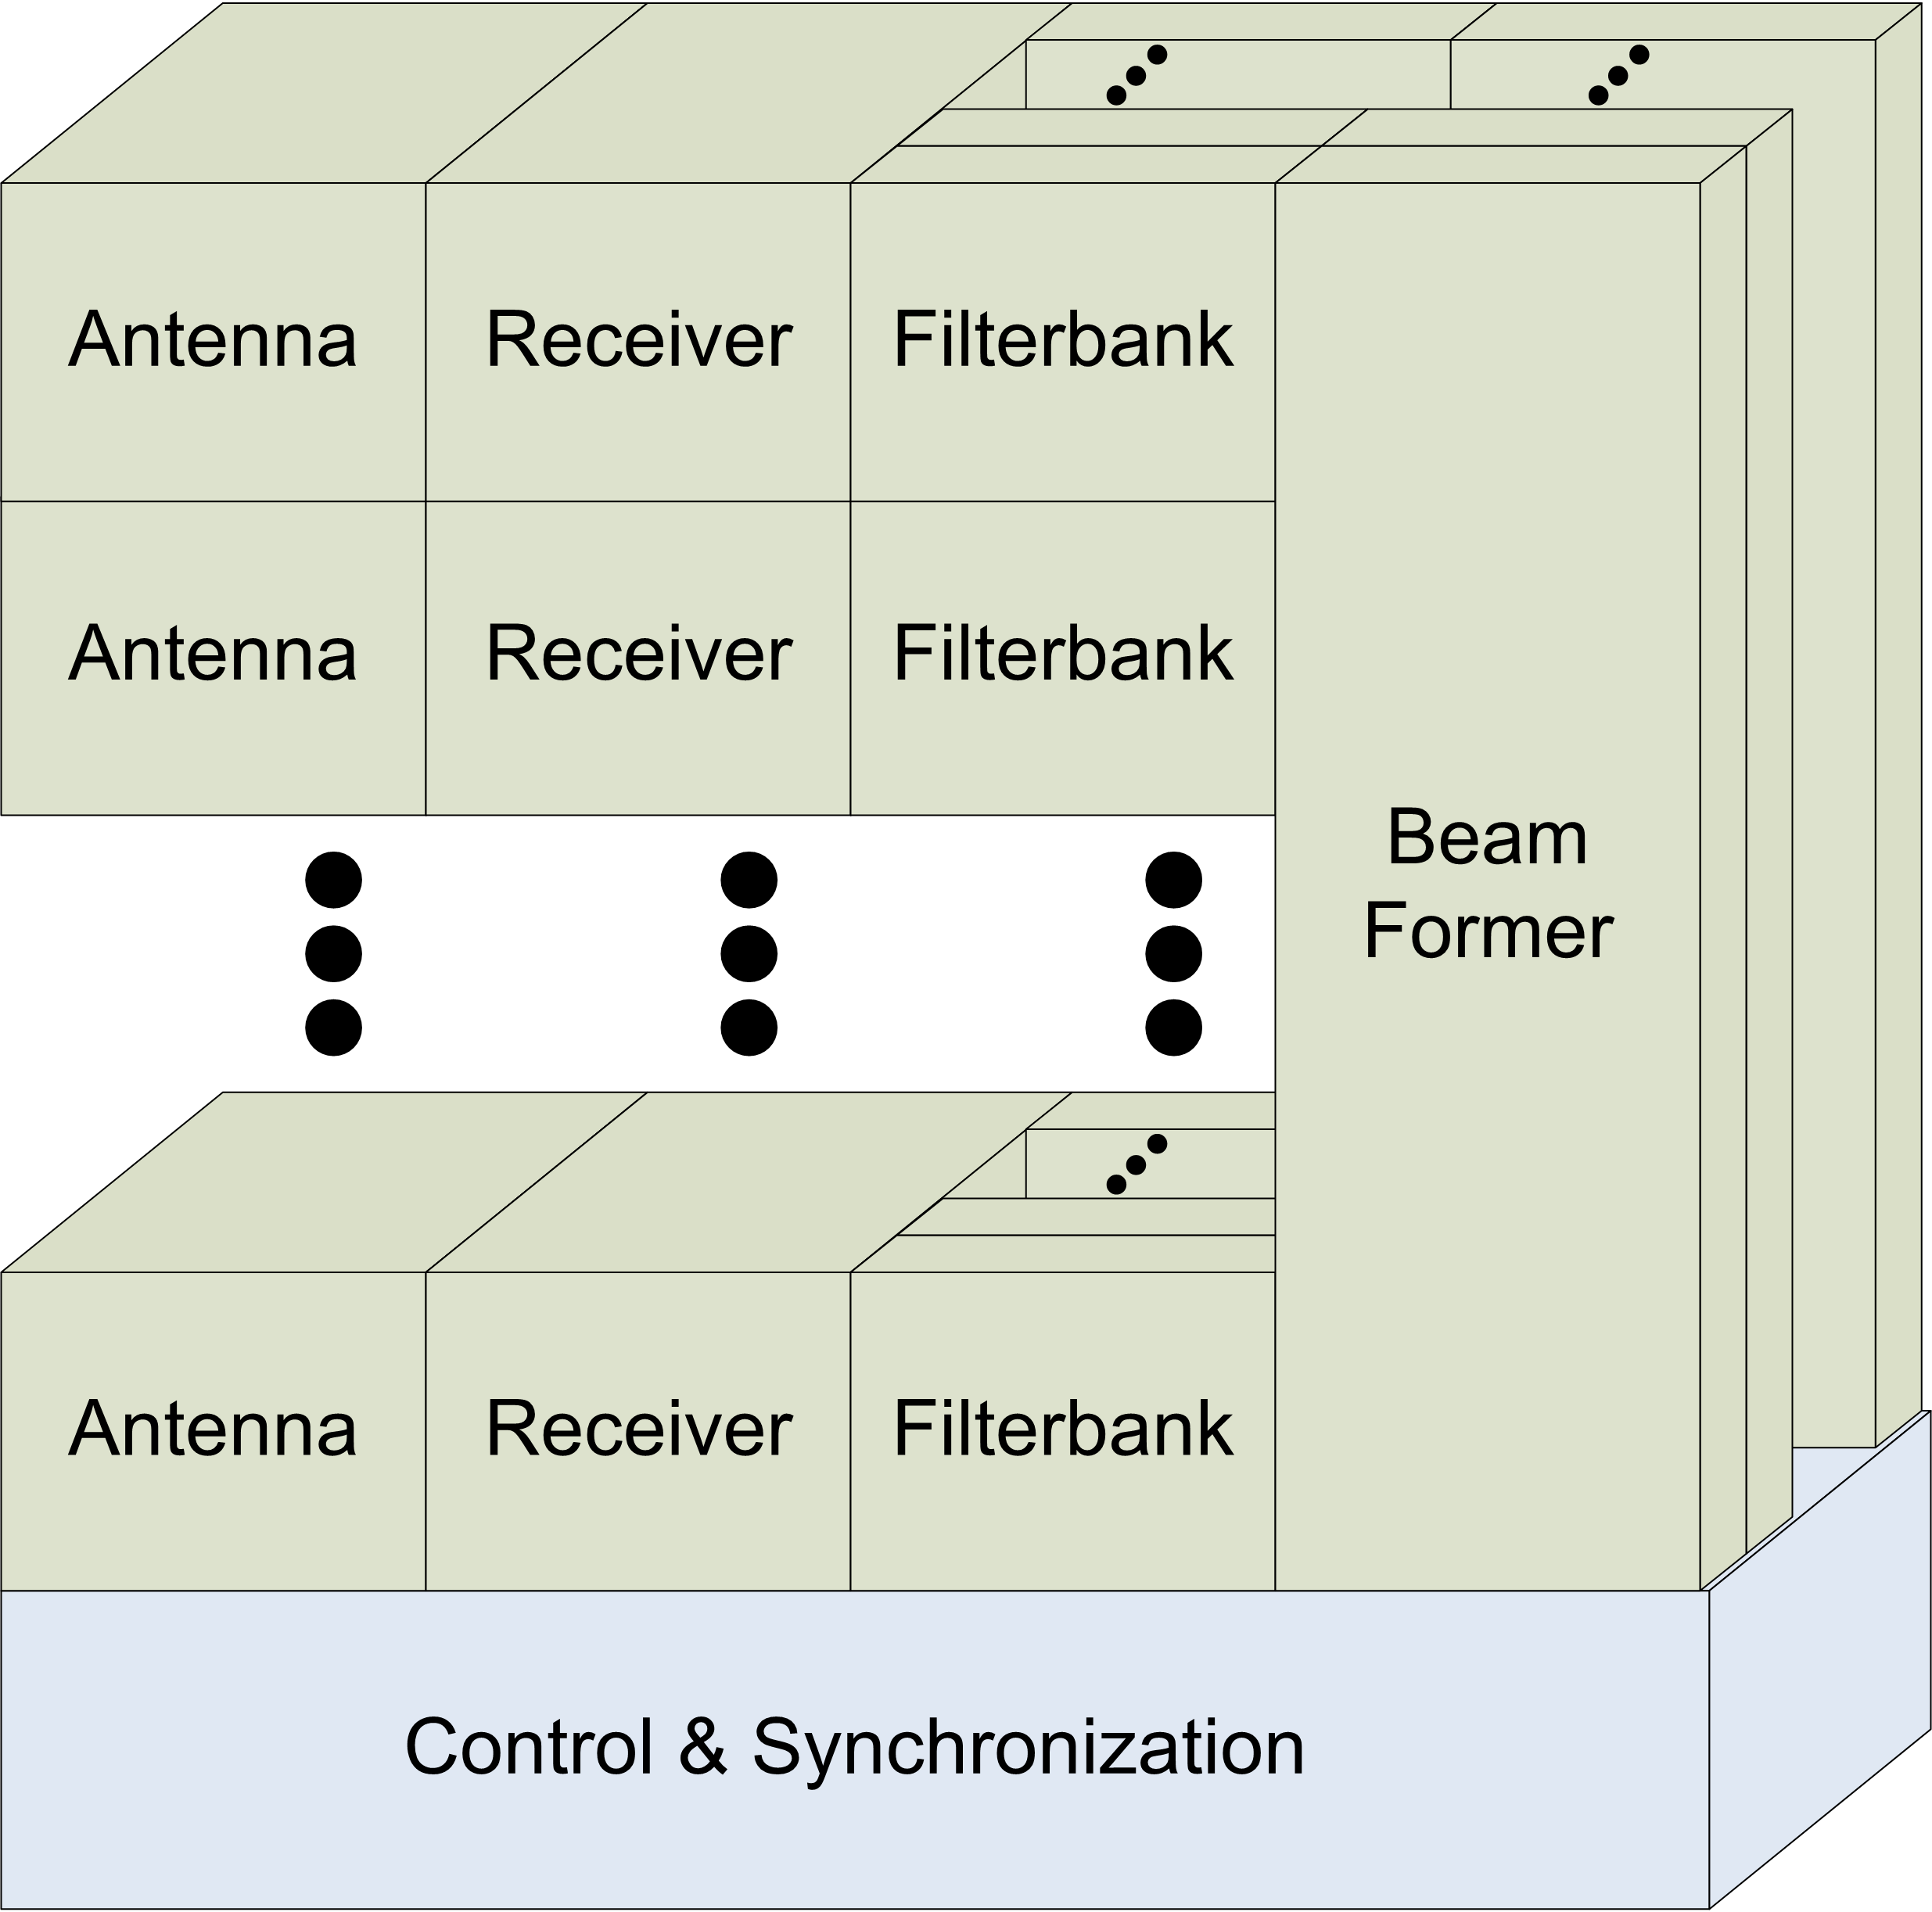 Antenna Receiver Filterbank
Antenna Receiver Filterbank
Beam
Former
Antenna Receiver Filterbank
Control & Synchronization